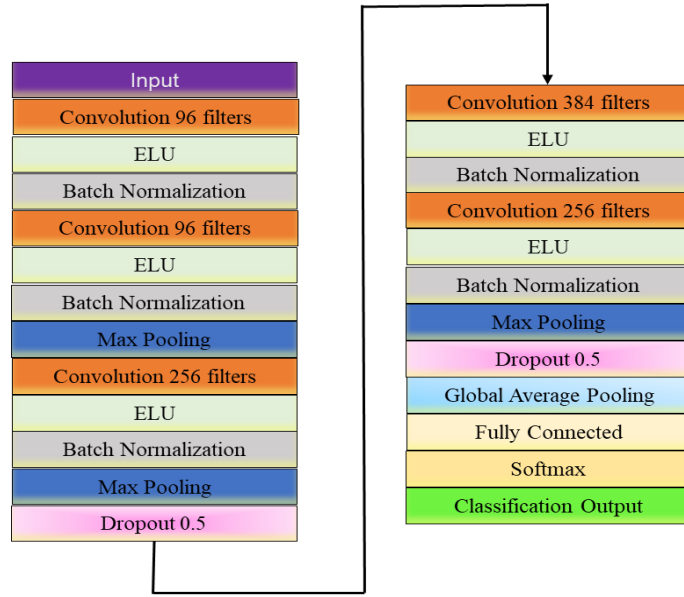 Input
Convolution 96 filters
ELU
Batch Normalization
Convolution 96 filters
ELU
Batch Normalization
Max Pooling
Convolution 256 filters
ELU
Batch Normalization
Max Pooling
Dropout 0.5
Convolution 384 filters
ELU
Batch Normalization
Convolution 256 filters
ELU
Batch Normalization
Max Pooling
Dropout 0.5
Global Average Pooling
Fully Connected
Softmax
Classification Output